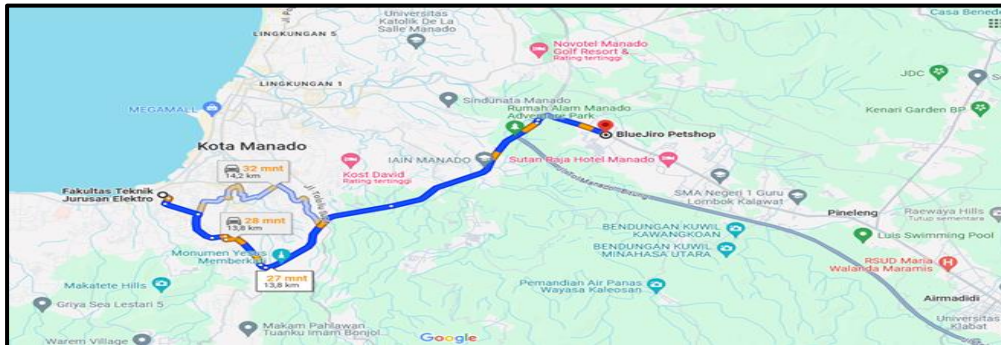 Casa Benede
Universitas
Katolik De La
Salle Manado
LINGKUNGAN 5
Novotel Manado
Golf Resort &
Rating tertinggi
JDC
LINGKUNGAN 1
Sindunata Manado
Kenari Garden BP
MEGAMALL
Rumah Alam Manado
Adventure Park
BlueJiro Petshop
Kota Manado
IAIN MANADO
Sutan Raja Hotel Manado
32 mnt
14,2 km
Kost David
Rating tertinggi
Fakultas Teknik
Jurusan Elektro
SMA Negeri 1 Guru
Lombok Kalawat
28 mnt
13,8 km
Pineleng
Raewaya Hills
Tutup sementara
BENDUNGAN KUWIL
KAWANGKOAN
Luis Swimming Pool
Monumen Yesus
Memberkati
BENDUNGAN KUWIL
MINAHASA UTARA
RSUD Maria
Walanda Maramis
27 mnt
13,8 km
Makatete Hills
Pemandian Air Panas
Wayasa Kaleosan
Airmadidi
Griya Sea Lestari 5
Universitas
Klabat
Makam Pahlawan
Tuanku Imam Bonjol
Warem Village
Google